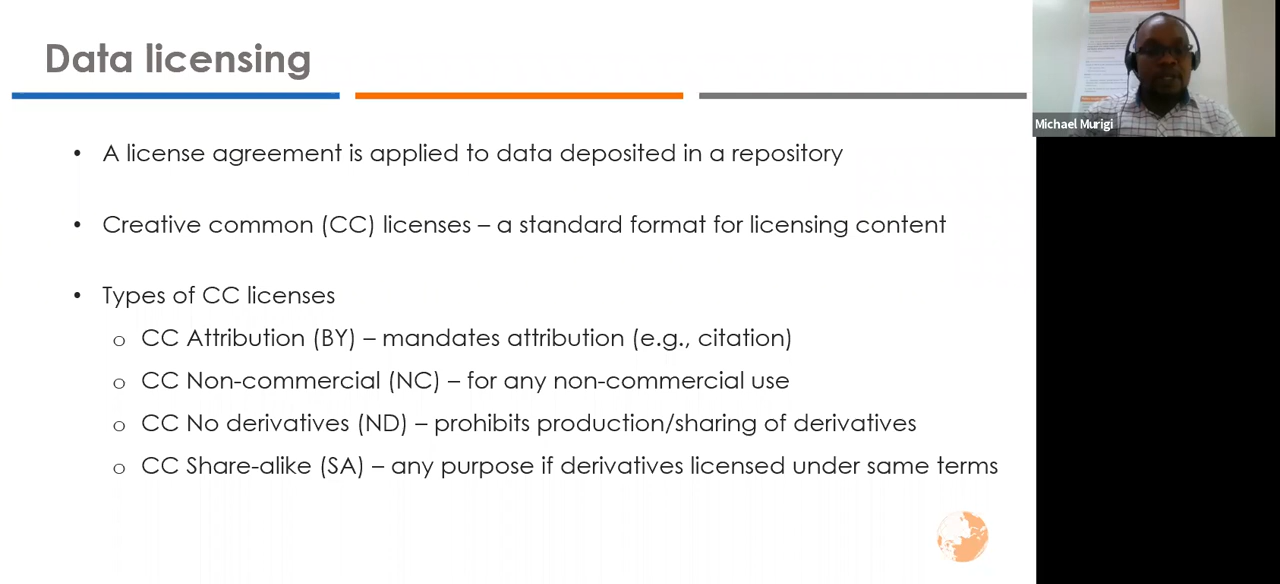 Data licensing
• A license agreement is applied to data deposited in a repository
• Creative common (CC) licenses – a standard format for licensing content
• Types of CC licenses
o CC Attribution (BY) – mandates attribution (e.g., citation)
o CC Non-commercial (NC) – for any non-commercial use
o CC No derivatives (ND) – prohibits production/sharing of derivatives
o CC Share-alike (SA) – any purpose if derivatives licensed under same terms
Michael Murigi